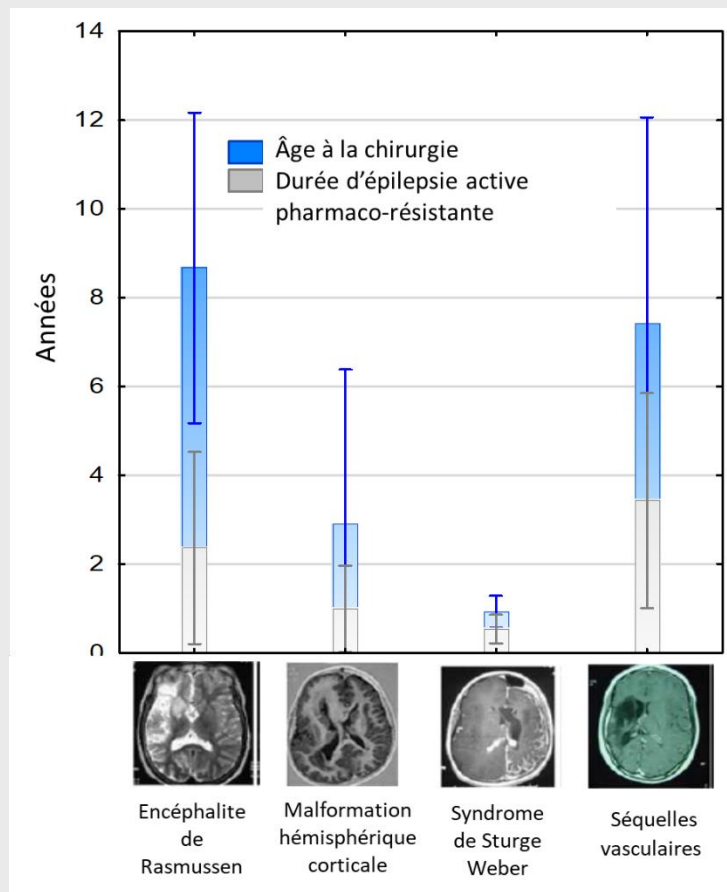 14
12
10
8
6
4
2
0
Années
Âge à la chirurgie
Durée d’épilepsie active
pharmaco-résistante
Encéphalite
de
Rasmussen
Malformation
hémisphérique
corticale
Syndrome
de Sturge
Weber
Séquelles
vasculaires